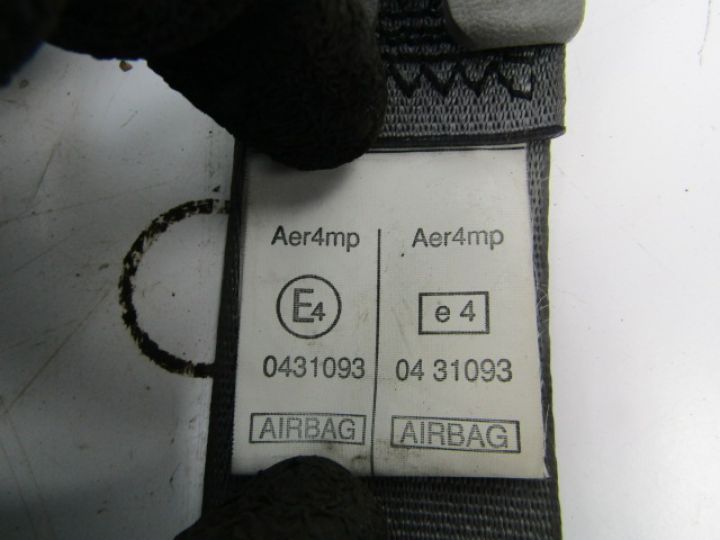 Aer4mp
E4
0431093
AIRBAG
Aer4mp
e 4
04 31093
AIRBAG